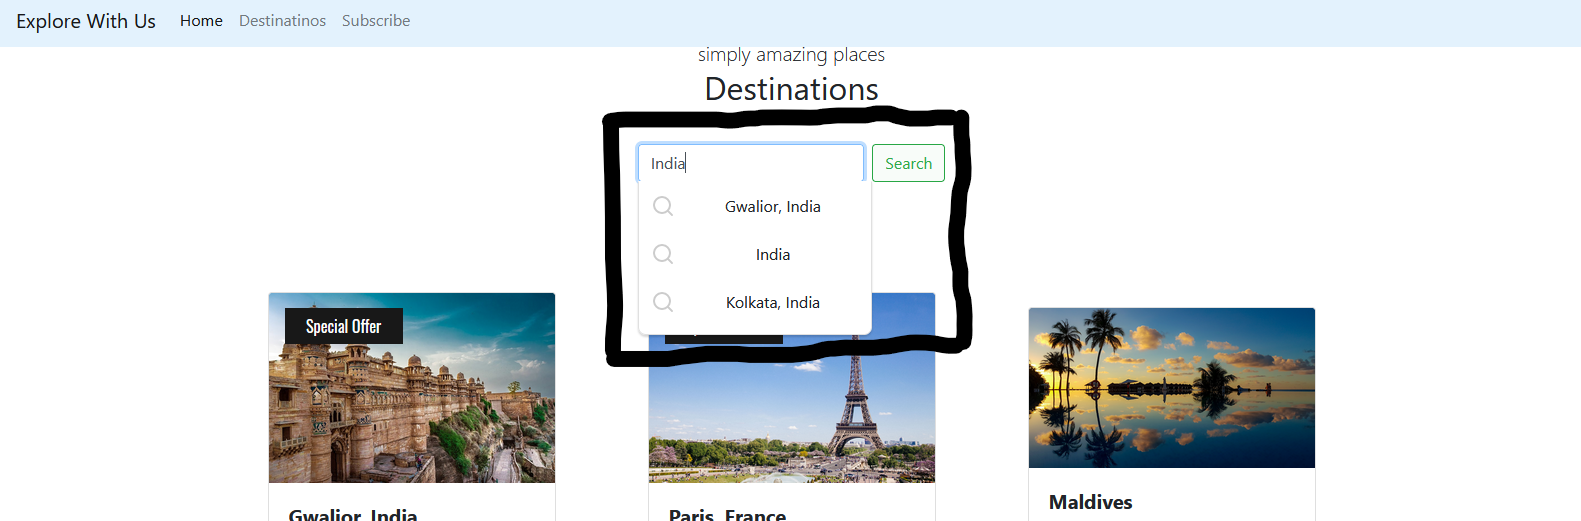 Explore With Us Home Destinatinos Subscribe
simply amazing places
Destinations
India Search
Gwalior, India
India
Kolkata, India
Special Offer
Gwalior, India
Paris, France
Maldives